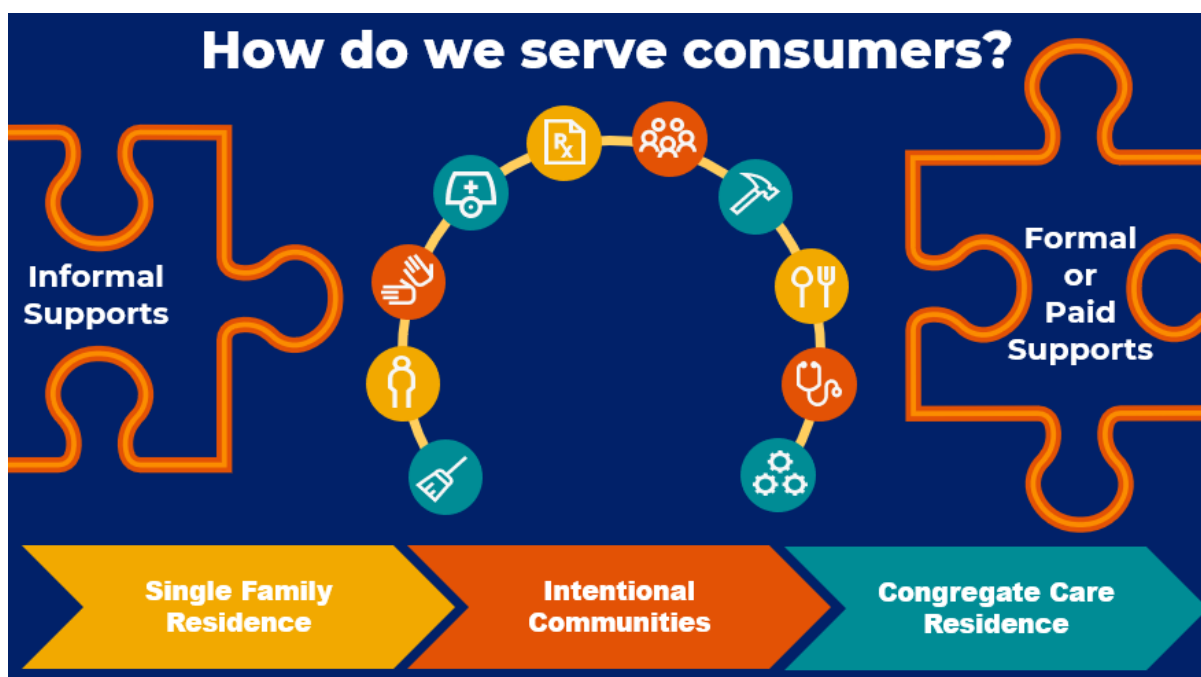 How do we serve consumers?
Informal
Supports
Rx
Formal
or
Paid
Supports
Single Family
Residence
Intentional
Communities
Congregate Care
Residence